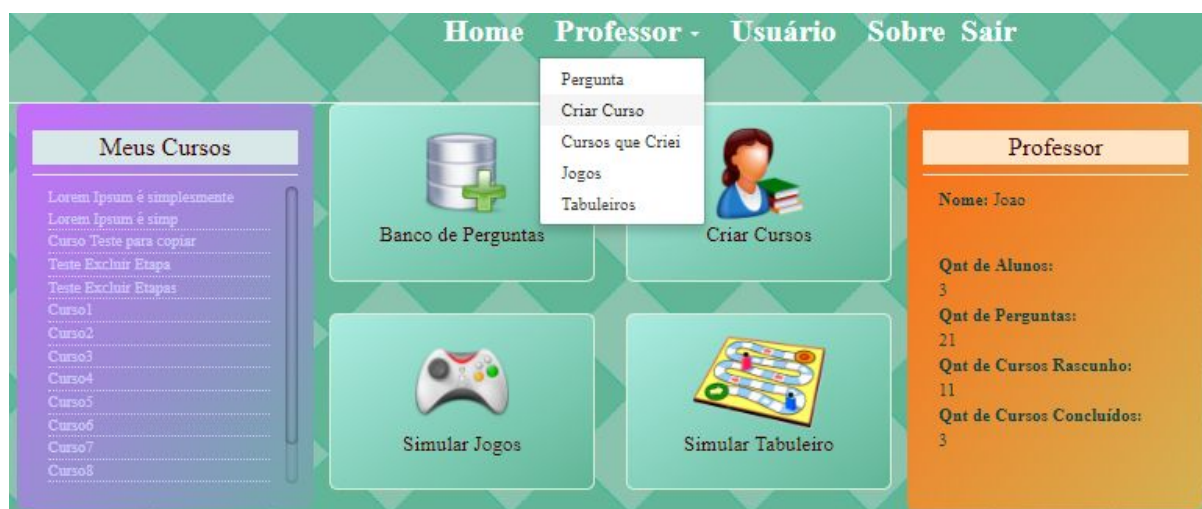 Home Professor Usuário Sobre Sair
Pergunta
Criar Curso
Cursos que Criei
Jogos
Tabuleiros
Meus Cursos
Lorem Ipsum é simplesmente
Lorem Ipsum é simp
Curso Teste para copiar
Teste Excluir Etapa
Teste Excluir Etapas
Curso1
Curso2
Curso3
Curso4
Curso5
Curso6
Curso7
Curso8
Banco de Perguntas
Criar Cursos
Simular Jogos
Simular Tabuleiro
Professor
Nome: Joao
Qnt de Alunos:
3
Qnt de Perguntas:
21
Qnt de Cursos Rascunho:
11
Qnt de Cursos Concluídos:
3